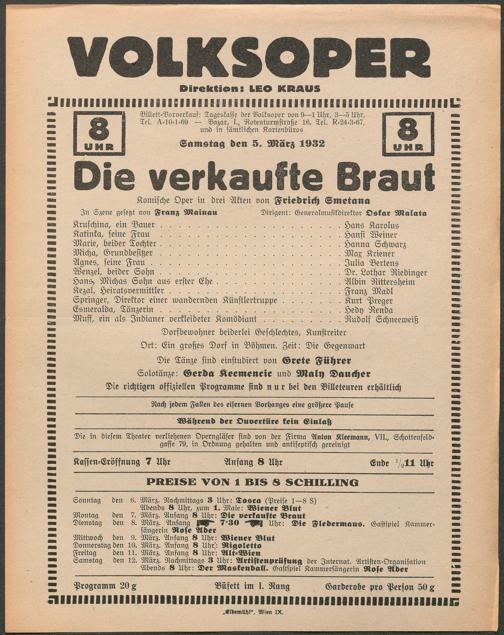 VOLKSOPER
Direktion: LEO KRAUS
8 UHR
Billett-Vorverkauf: Tageskasse der Volksoper von 9—1 Uhr, 3—5 Uhr,
Tel. A-10-1-69 — Bazar, I., Rotenturmstraße 16, Tel. R-24-3-67,
und in sämtlichen Kartenbüros
8 UHR
Samstag den 5. März 1932
Die verkaufte Braut
Komische Oper in drei Akten von Friedrich Smetana
In Szene gesetzt von Franz Mainau Dirigent: Generalmusikdirektor Oskar Malata
Kruschina, ein Bauer Hans Karolus
Katinka, seine Frau Hansi Weiner
Marie, beider Tochter Hanna Schwarz
Micha, Grundbesitzer Max Kriener
Agnes, seine Frau Julia Bertens
Wenzel, beider Sohn Dr. Lothar Riedinger
Hans, Michas Sohn aus erster Ehe Albin Rittersheim
Kezal, Heiratsvermittler Franz Madl
Springer, Direktor einer wandernden Künstlertruppe Kurt Preger
Esmeralda, Tänzerin Hedy Renda
Muff, ein als Indianer verkleideter Komödiant Rudolf Schneeweiß
Dorfbewohner beiderlei Geschlechtes, Kunstreiter
Ort: Ein großes Dorf in Böhmen. Zeit: Die Gegenwart
Die Tänze sind einstudiert von Grete Führer
Solotänze: Gerda Kecmencic und Maly Daucher
Die richtigen offiziellen Programme sind nur bei den Billeteuren erhältlich
Nach jedem Fallen des eisernen Vorhanges eine größere Pause
Während der Ouvertüre kein Einlaß
Die in diesem Theater verliehenen Operngläser sind von der Firma Anton Kleemann, VII., Schottenfeld-
gasse 79, in Ordnung gehalten und antiseptisch gereinigt
Kassen-Eröffnung 7 Uhr Anfang 8 Uhr Ende ½11 Uhr
PREISE VON 1 BIS 8 SCHILLING
Sonntag den 6. März. Nachmittags 3 Uhr: Tosca (Preise 1—8 S)
Abends 8 Uhr, zum 1. Male: Wiener Blut
Montag den 7. März. Anfang 8 Uhr: Die verkaufte Braut
Dienstag den 8. März. Anfang 7·30 Uhr: Die Fledermaus. Gastspiel Kammer-
sängerin Rose Ader
Mittwoch den 9. März. Anfang 8 Uhr: Wiener Blut
Donnerstag den 10. März. Anfang 8 Uhr: Rigoletto
Freitag den 11. März. Anfang 8 Uhr: Alt-Wien
Samstag den 12. März. Nachmittags 3 Uhr: Artistenprüfung der Internat. Artisten-Organisation
Abends 8 Uhr: Der Maskenball. Gastspiel Kammersängerin Rose Ader
Programm 20 g Büfett im I. Rang Garderobe pro Person 50 g
„Elbemühl“, Wien IX.